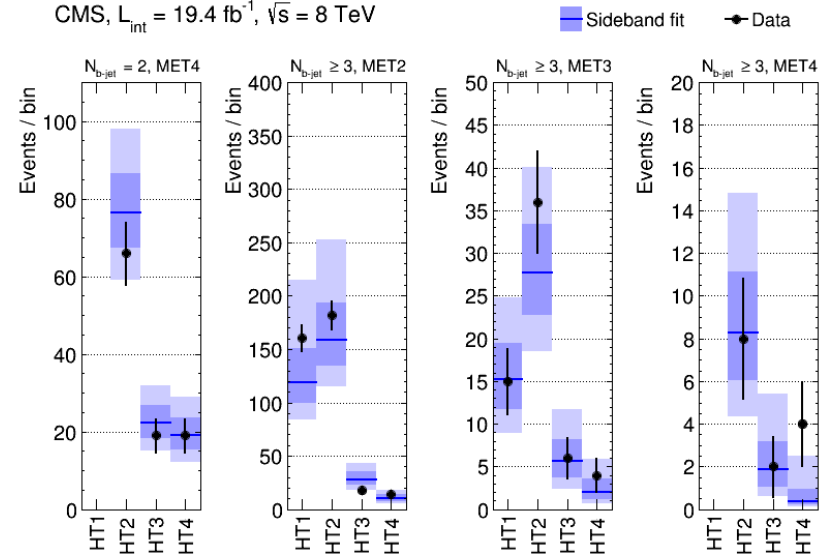 CMS, L_int = 19.4 fb⁻¹, √s = 8 TeV
Sideband fit
Data
N_b-jet = 2, MET4
N_b-jet ≥ 3, MET2
N_b-jet ≥ 3, MET3
N_b-jet ≥ 3, MET4
Events / bin
100
80
60
40
20
0
HT1 HT2 HT3 HT4
Events / bin
400
350
300
250
200
150
100
50
0
HT1 HT2 HT3 HT4
Events / bin
50
45
40
35
30
25
20
15
10
5
0
HT1 HT2 HT3 HT4
Events / bin
20
18
16
14
12
10
8
6
4
2
0
HT1 HT2 HT3 HT4